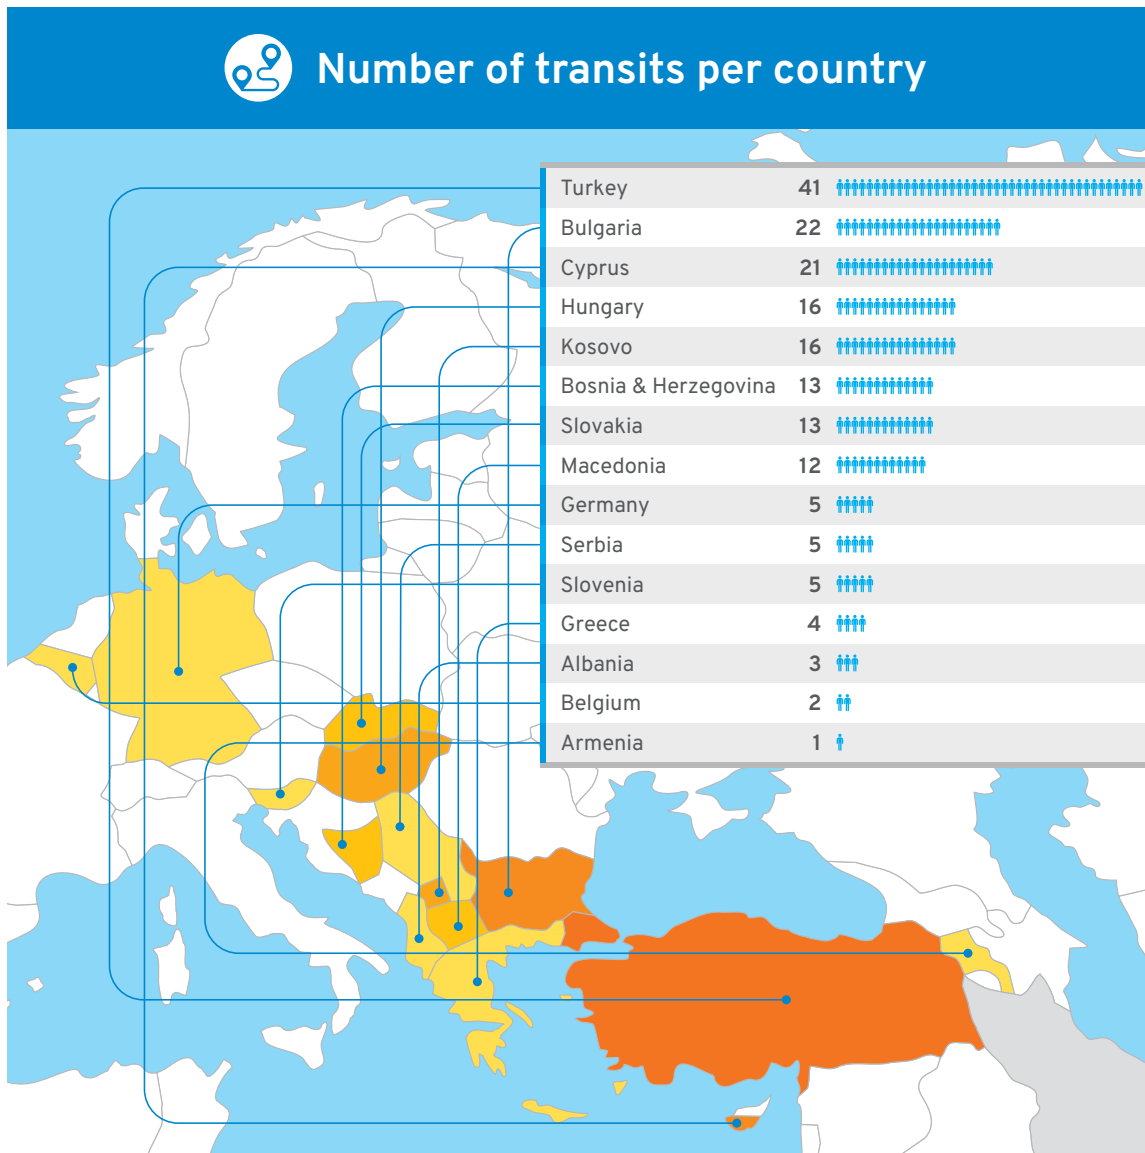 Number of transits per country
Turkey 41
Bulgaria 22
Cyprus 21
Hungary 16
Kosovo 16
Bosnia & Herzegovina 13
Slovakia 13
Macedonia 12
Germany 5
Serbia 5
Slovenia 5
Greece 4
Albania 3
Belgium 2
Armenia 1